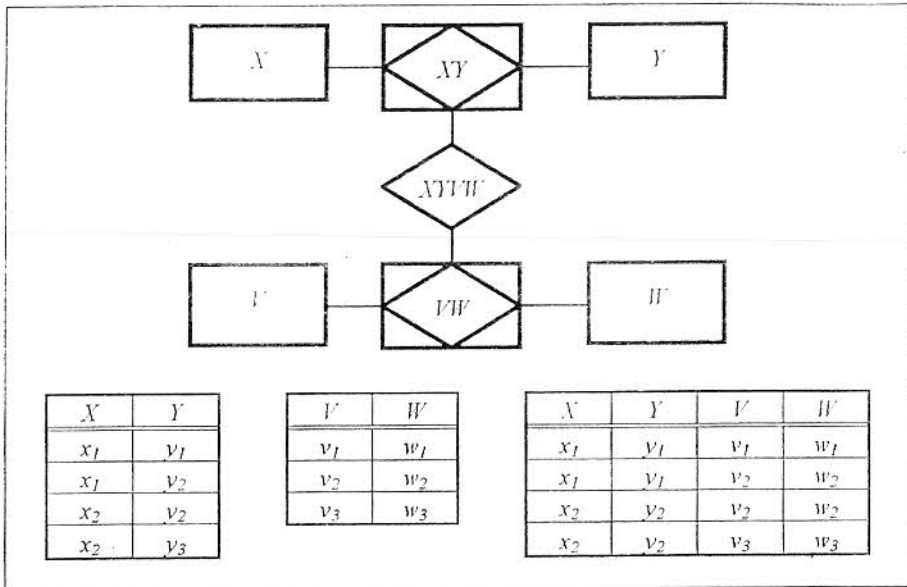 X XY Y
XYVW
V VW W
X Y
x1 y1
x1 y2
x2 y2
x2 y3
V W
v1 w1
v2 w2
v3 w3
X Y V W
x1 y1 v1 w1
x1 y1 v2 w2
x2 y2 v2 w2
x2 y2 v3 w3